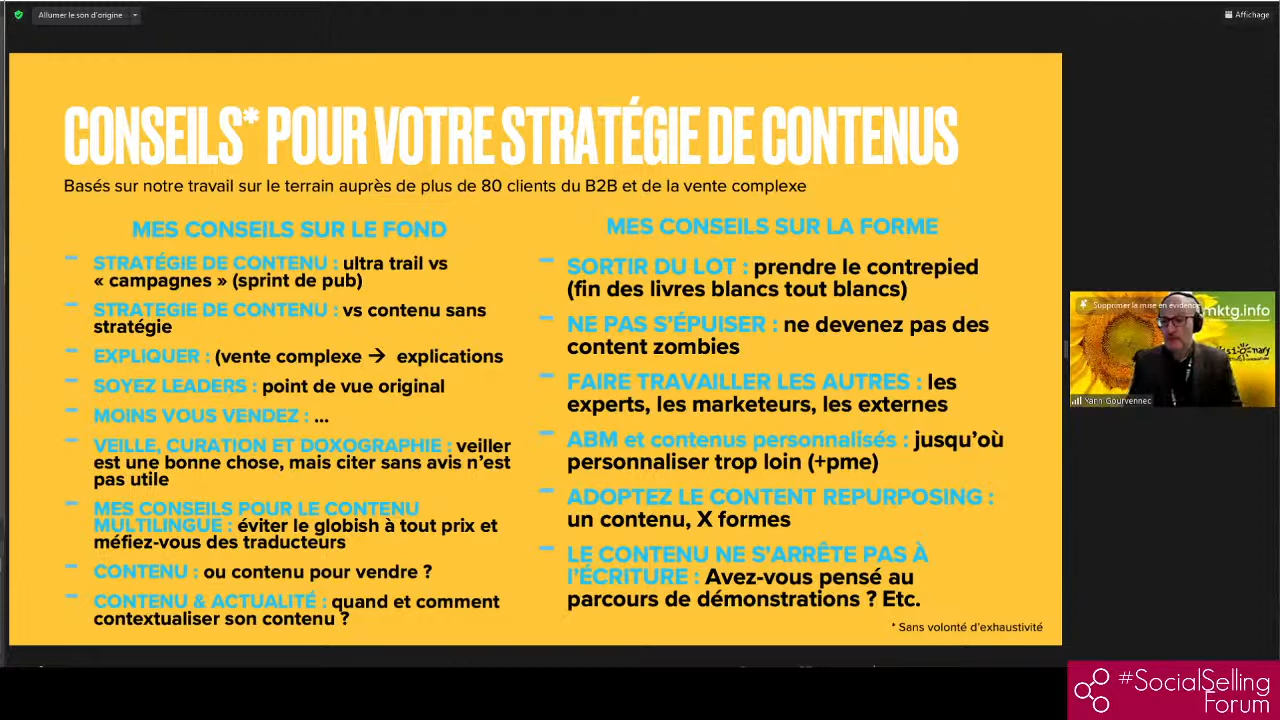 Allumer le son d'origine
Affichage
CONSEILS* POUR VOTRE STRATÉGIE DE CONTENUS
Basés sur notre travail sur le terrain auprès de plus de 80 clients du B2B et de la vente complexe
MES CONSEILS SUR LE FOND
STRATÉGIE DE CONTENU : ultra trail vs
« campagnes » (sprint de pub)
STRATEGIE DE CONTENU : vs contenu sans
stratégie
EXPLIQUER : (vente complexe → explications
SOYEZ LEADERS : point de vue original
MOINS VOUS VENDEZ : ...
VEILLE, CURATION ET DOXOGRAPHIE : veiller
est une bonne chose, mais citer sans avis n'est
pas utile
MES CONSEILS POUR LE CONTENU
MULTILINGUE : éviter le globish à tout prix et
méfiez-vous des traducteurs
CONTENU : ou contenu pour vendre ?
CONTENU & ACTUALITÉ : quand et comment
contextualiser son contenu ?
MES CONSEILS SUR LA FORME
SORTIR DU LOT : prendre le contrepied
(fin des livres blancs tout blancs)
NE PAS S'ÉPUISER : ne devenez pas des
content zombies
FAIRE TRAVAILLER LES AUTRES : les
experts, les marketeurs, les externes
ABM et contenus personnalisés : jusqu'où
personnaliser trop loin (+pme)
ADOPTEZ LE CONTENT REPURPOSING :
un contenu, X formes
LE CONTENU NE S'ARRÊTE PAS À
l'ÉCRITURE : Avez-vous pensé au
parcours de démonstrations ? Etc.
* Sans volonté d'exhaustivité
Supprimer la mise en évidence
mktg.info
Yann Gourvennec
#SocialSelling
Forum